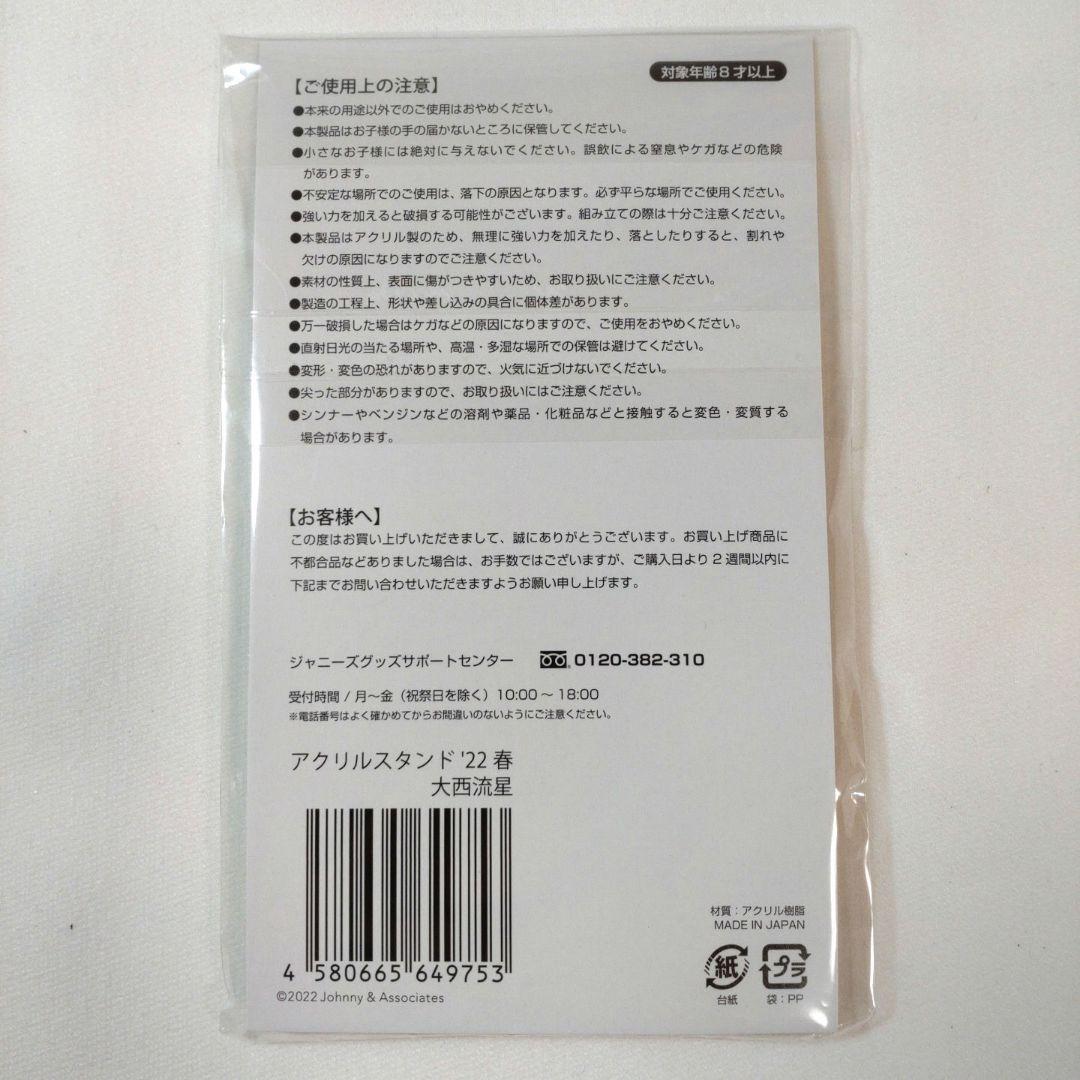 対象年齢8才以上
【ご使用上の注意】
●本来の用途以外でのご使用はおやめください。
●本製品はお子様の手の届かないところに保管してください。
●小さなお子様には絶対に与えないでください。誤飲による窒息やケガなどの危険
があります。
●不安定な場所でのご使用は、落下の原因となります。必ず平らな場所でご使用ください。
●強い力を加えると破損する可能性がございます。組み立ての際は十分ご注意ください。
●本製品はアクリル製のため、無理に強い力を加えたり、落としたりすると、割れや
欠けの原因になりますのでご注意ください。
●素材の性質上、表面に傷がつきやすいため、お取り扱いにご注意ください。
●製造の工程上、形状や差し込みの具合に個体差があります。
●万一破損した場合はケガなどの原因になりますので、ご使用をおやめください。
●直射日光の当たる場所や、高温・多湿な場所での保管は避けてください。
●変形・変色の恐れがありますので、火気に近づけないでください。
●尖った部分がありますので、お取り扱いにはご注意ください。
●シンナーやベンジンなどの溶剤や薬品・化粧品などと接触すると変色・変質する
場合があります。
【お客様へ】
この度はお買い上げいただきまして、誠にありがとうございます。お買い上げ商品に
不都合品などありました場合は、お手数ではございますが、ご購入日より2週間以内に
下記までお問い合わせいただきますようお願い申し上げます。
ジャニーズグッズサポートセンター 0120-382-310
受付時間 / 月〜金（祝祭日を除く）10:00〜18:00
※電話番号はよく確かめてからお間違いのないようにご注意ください。
アクリルスタンド '22 春
大西流星
4 580665 649753
©2022 Johnny & Associates
材質：アクリル樹脂
MADE IN JAPAN
紙 プラ
台紙 袋：PP